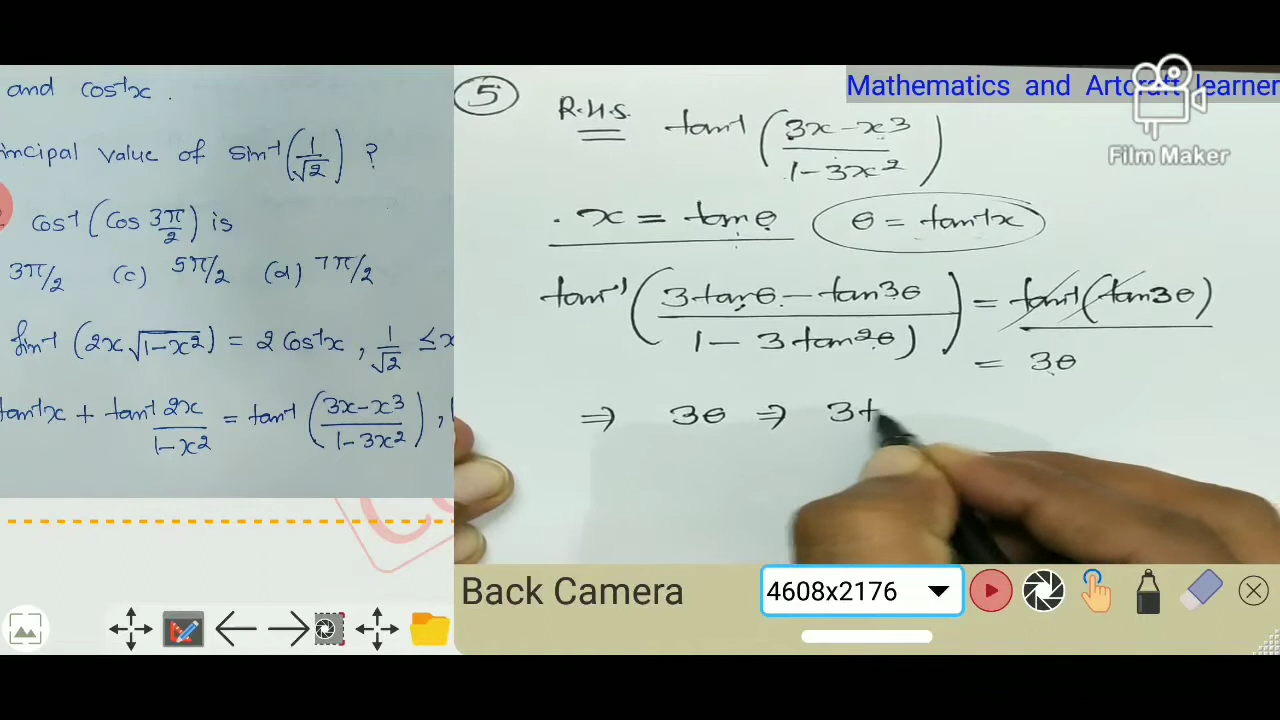 and cos⁻¹x.
ncipal value of sin⁻¹(1/√2) ?
cos⁻¹(cos 3π/2) is
3π/2 (c) 5π/2 (d) 7π/2
sin⁻¹(2x√1-x²) = 2cos⁻¹x, 1/√2 ≤ x
tan⁻¹x + tan⁻¹ 2x/1-x² = tan⁻¹(3x-x³/1-3x²),
Mathematics and Artcraft learner
Film Maker
5 R.H.S. tan⁻¹(3x-x³/1-3x²)
x = tanθ θ = tan⁻¹x
tan⁻¹(3tanθ - tan³θ/1-3tan²θ) = tan⁻¹(tan3θ)
= 3θ
⇒ 3θ ⇒ 3t
Back Camera
4608x2176